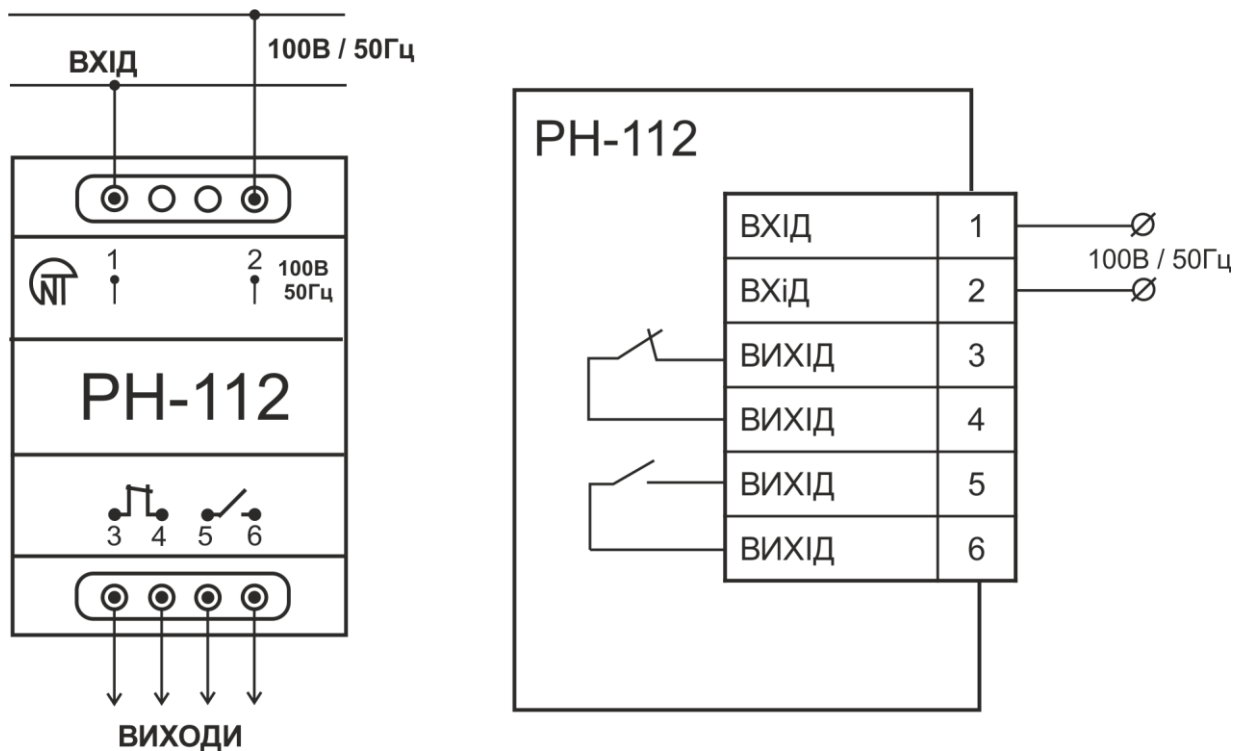 100В / 50Гц
ВХІД
1
2
100В
50Гц
NT
РН-112
3 4 5 6
ВИХОДИ
РН-112
ВХІД 1
ВХіД 2
100В / 50Гц
ВИХІД 3
ВИХІД 4
ВИХІД 5
ВИХІД 6